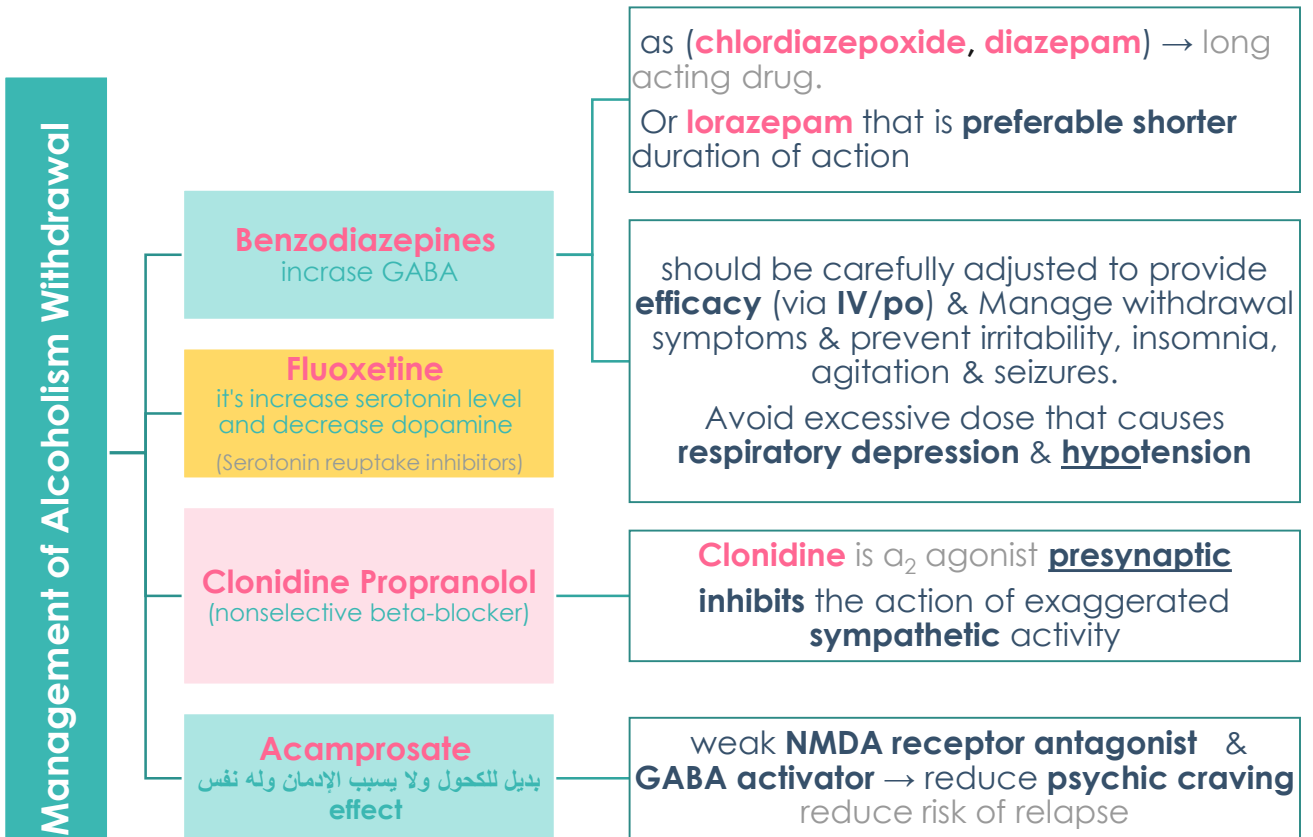 Management of Alcoholism Withdrawal
Benzodiazepines
incrase GABA
as (chlordiazepoxide, diazepam) → long
acting drug.
Or lorazepam that is preferable shorter
duration of action
should be carefully adjusted to provide
efficacy (via IV/po) & Manage withdrawal
symptoms & prevent irritability, insomnia,
agitation & seizures.
Avoid excessive dose that causes
respiratory depression & hypotension
Fluoxetine
it's increase serotonin level
and decrease dopamine
(Serotonin reuptake inhibitors)
Clonidine Propranolol
(nonselective beta-blocker)
Clonidine is a₂ agonist presynaptic
inhibits the action of exaggerated
sympathetic activity
Acamprosate
بديل للكحول ولا يسبب الإدمان وله نفس
effect
weak NMDA receptor antagonist &
GABA activator → reduce psychic craving
reduce risk of relapse